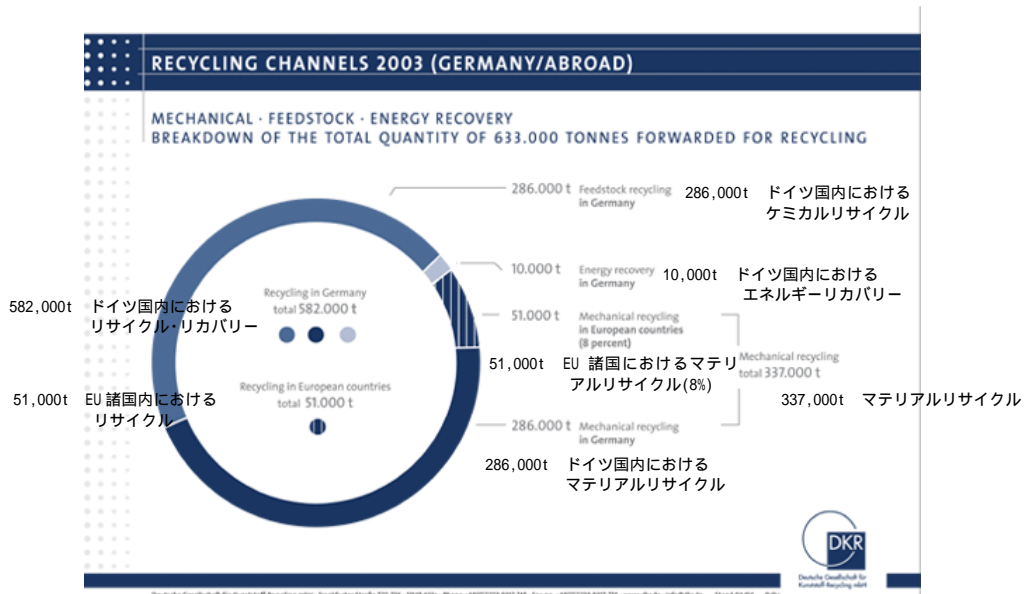 RECYCLING CHANNELS 2003 (GERMANY/ABROAD)
MECHANICAL · FEEDSTOCK · ENERGY RECOVERY
BREAKDOWN OF THE TOTAL QUANTITY OF 633.000 TONNES FORWARDED FOR RECYCLING
286.000 t Feedstock recycling
in Germany
286,000t ドイツ国内における
ケミカルリサイクル
10.000 t Energy recovery
in Germany
10,000t ドイツ国内における
エネルギーリカバリー
Recycling in Germany
total 582.000 t
582,000t ドイツ国内における
リサイクル・リカバリー
51.000 t Mechanical recycling
in European countries
(8 percent)
51,000t EU 諸国におけるマテリ
アルリサイクル(8%)
Mechanical recycling
total 337.000 t
337,000t マテリアルリサイクル
Recycling in European countries
total 51.000 t
51,000t EU諸国内における
リサイクル
286.000 t Mechanical recycling
in Germany
286,000t ドイツ国内における
マテリアルリサイクル
DKR
Deutsche Gesellschaft für
Kunststoff-Recycling mbH